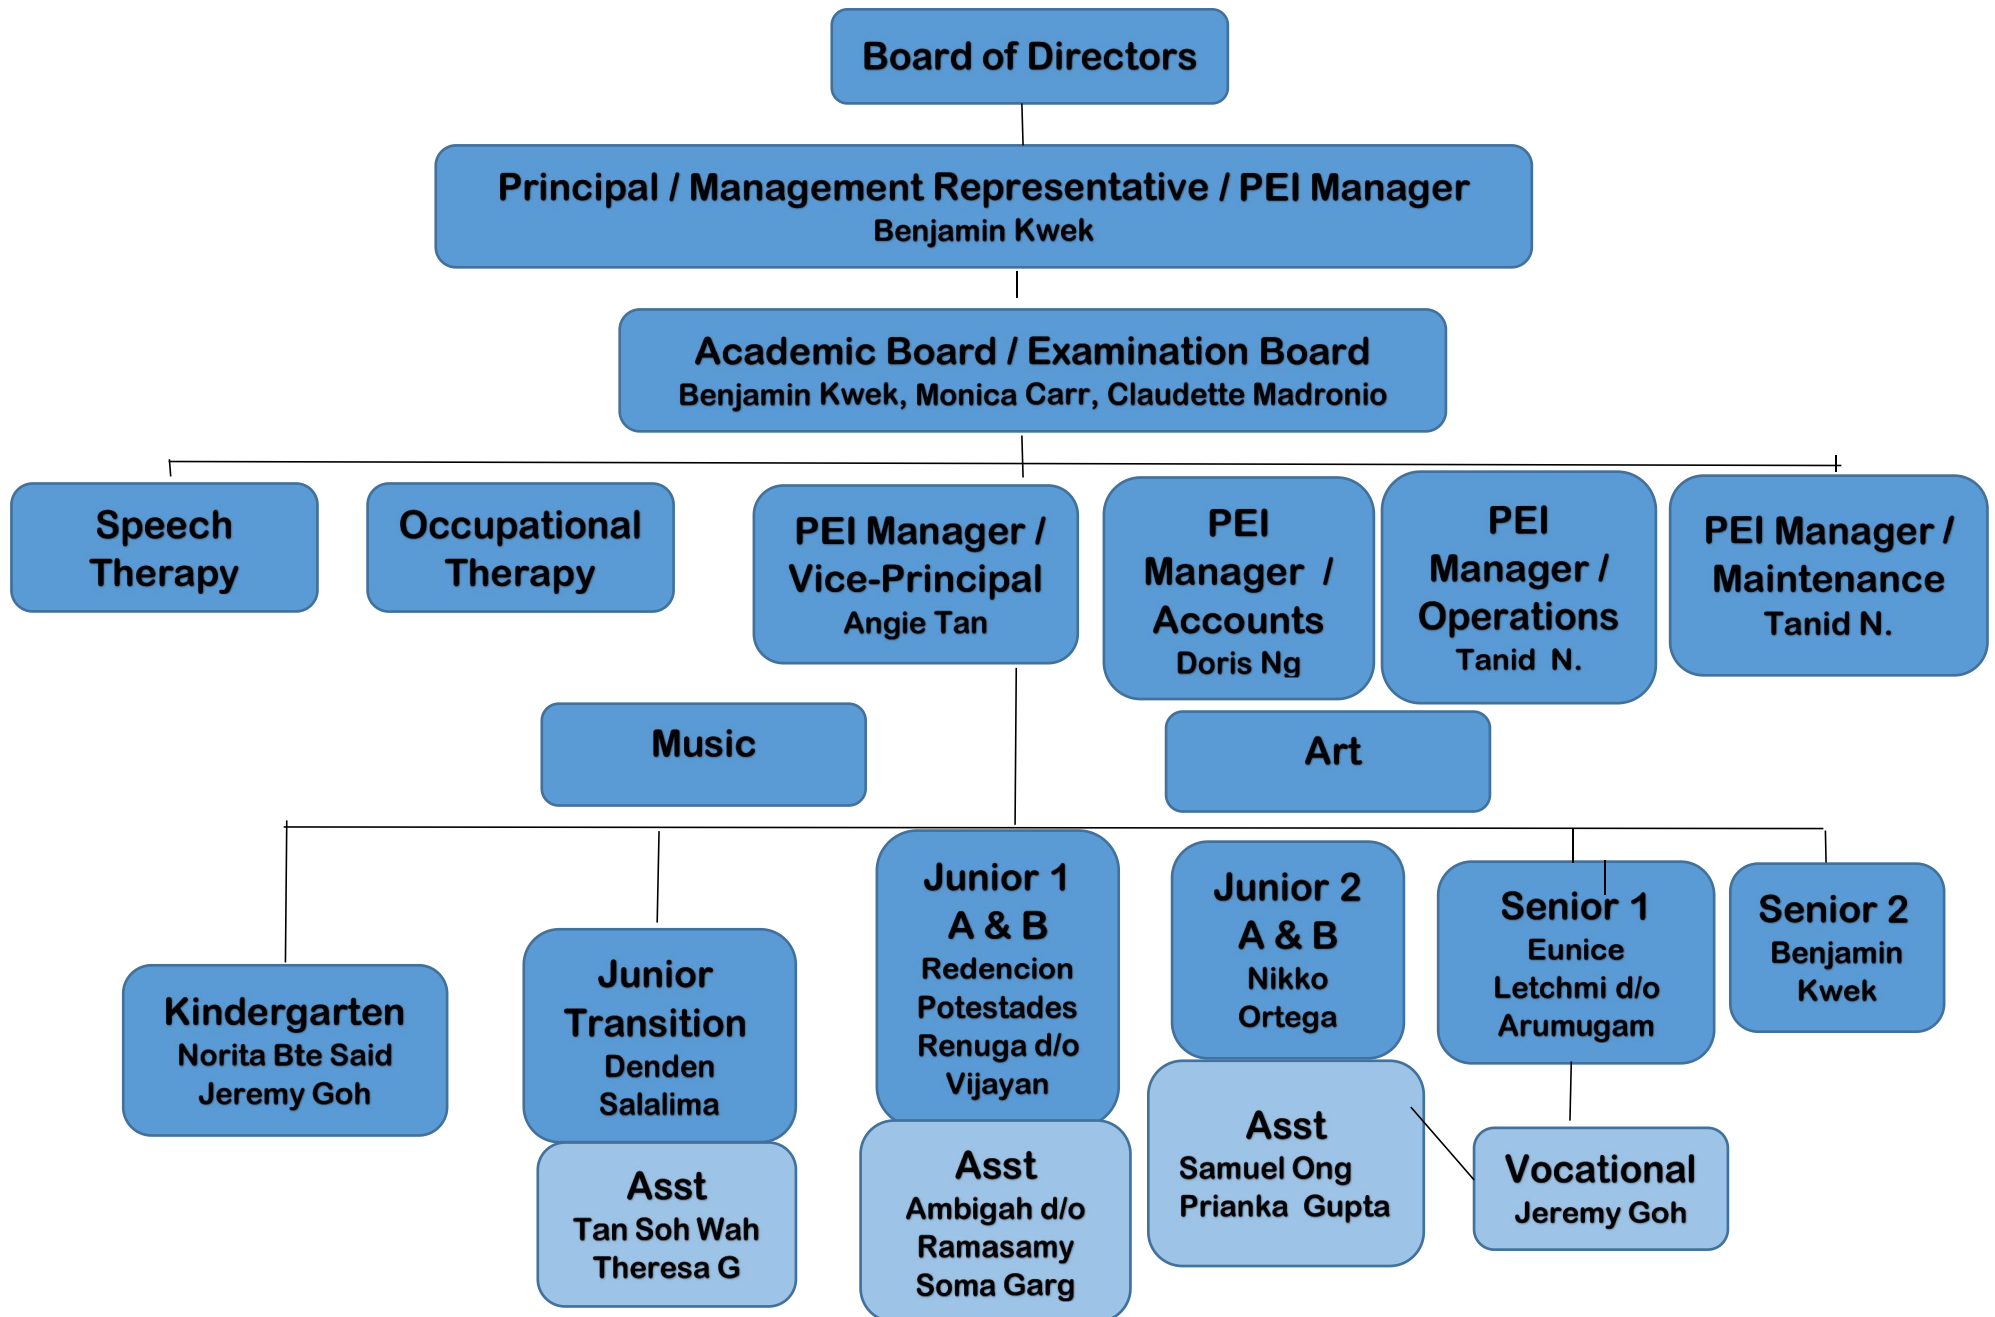 Board of Directors
Principal / Management Representative / PEI Manager
Benjamin Kwek
Academic Board / Examination Board
Benjamin Kwek, Monica Carr, Claudette Madronio
Speech
Therapy
Occupational
Therapy
PEI Manager /
Vice-Principal
Angie Tan
PEI
Manager /
Accounts
Doris Ng
PEI
Manager /
Operations
Tanid N.
PEI Manager /
Maintenance
Tanid N.
Music
Art
Kindergarten
Norita Bte Said
Jeremy Goh
Junior
Transition
Denden
Salalima
Asst
Tan Soh Wah
Theresa G
Junior 1
A & B
Redencion
Potestades
Renuga d/o
Vijayan
Asst
Ambigah d/o
Ramasamy
Soma Garg
Junior 2
A & B
Nikko
Ortega
Asst
Samuel Ong
Prianka Gupta
Senior 1
Eunice
Letchmi d/o
Arumugam
Vocational
Jeremy Goh
Senior 2
Benjamin
Kwek